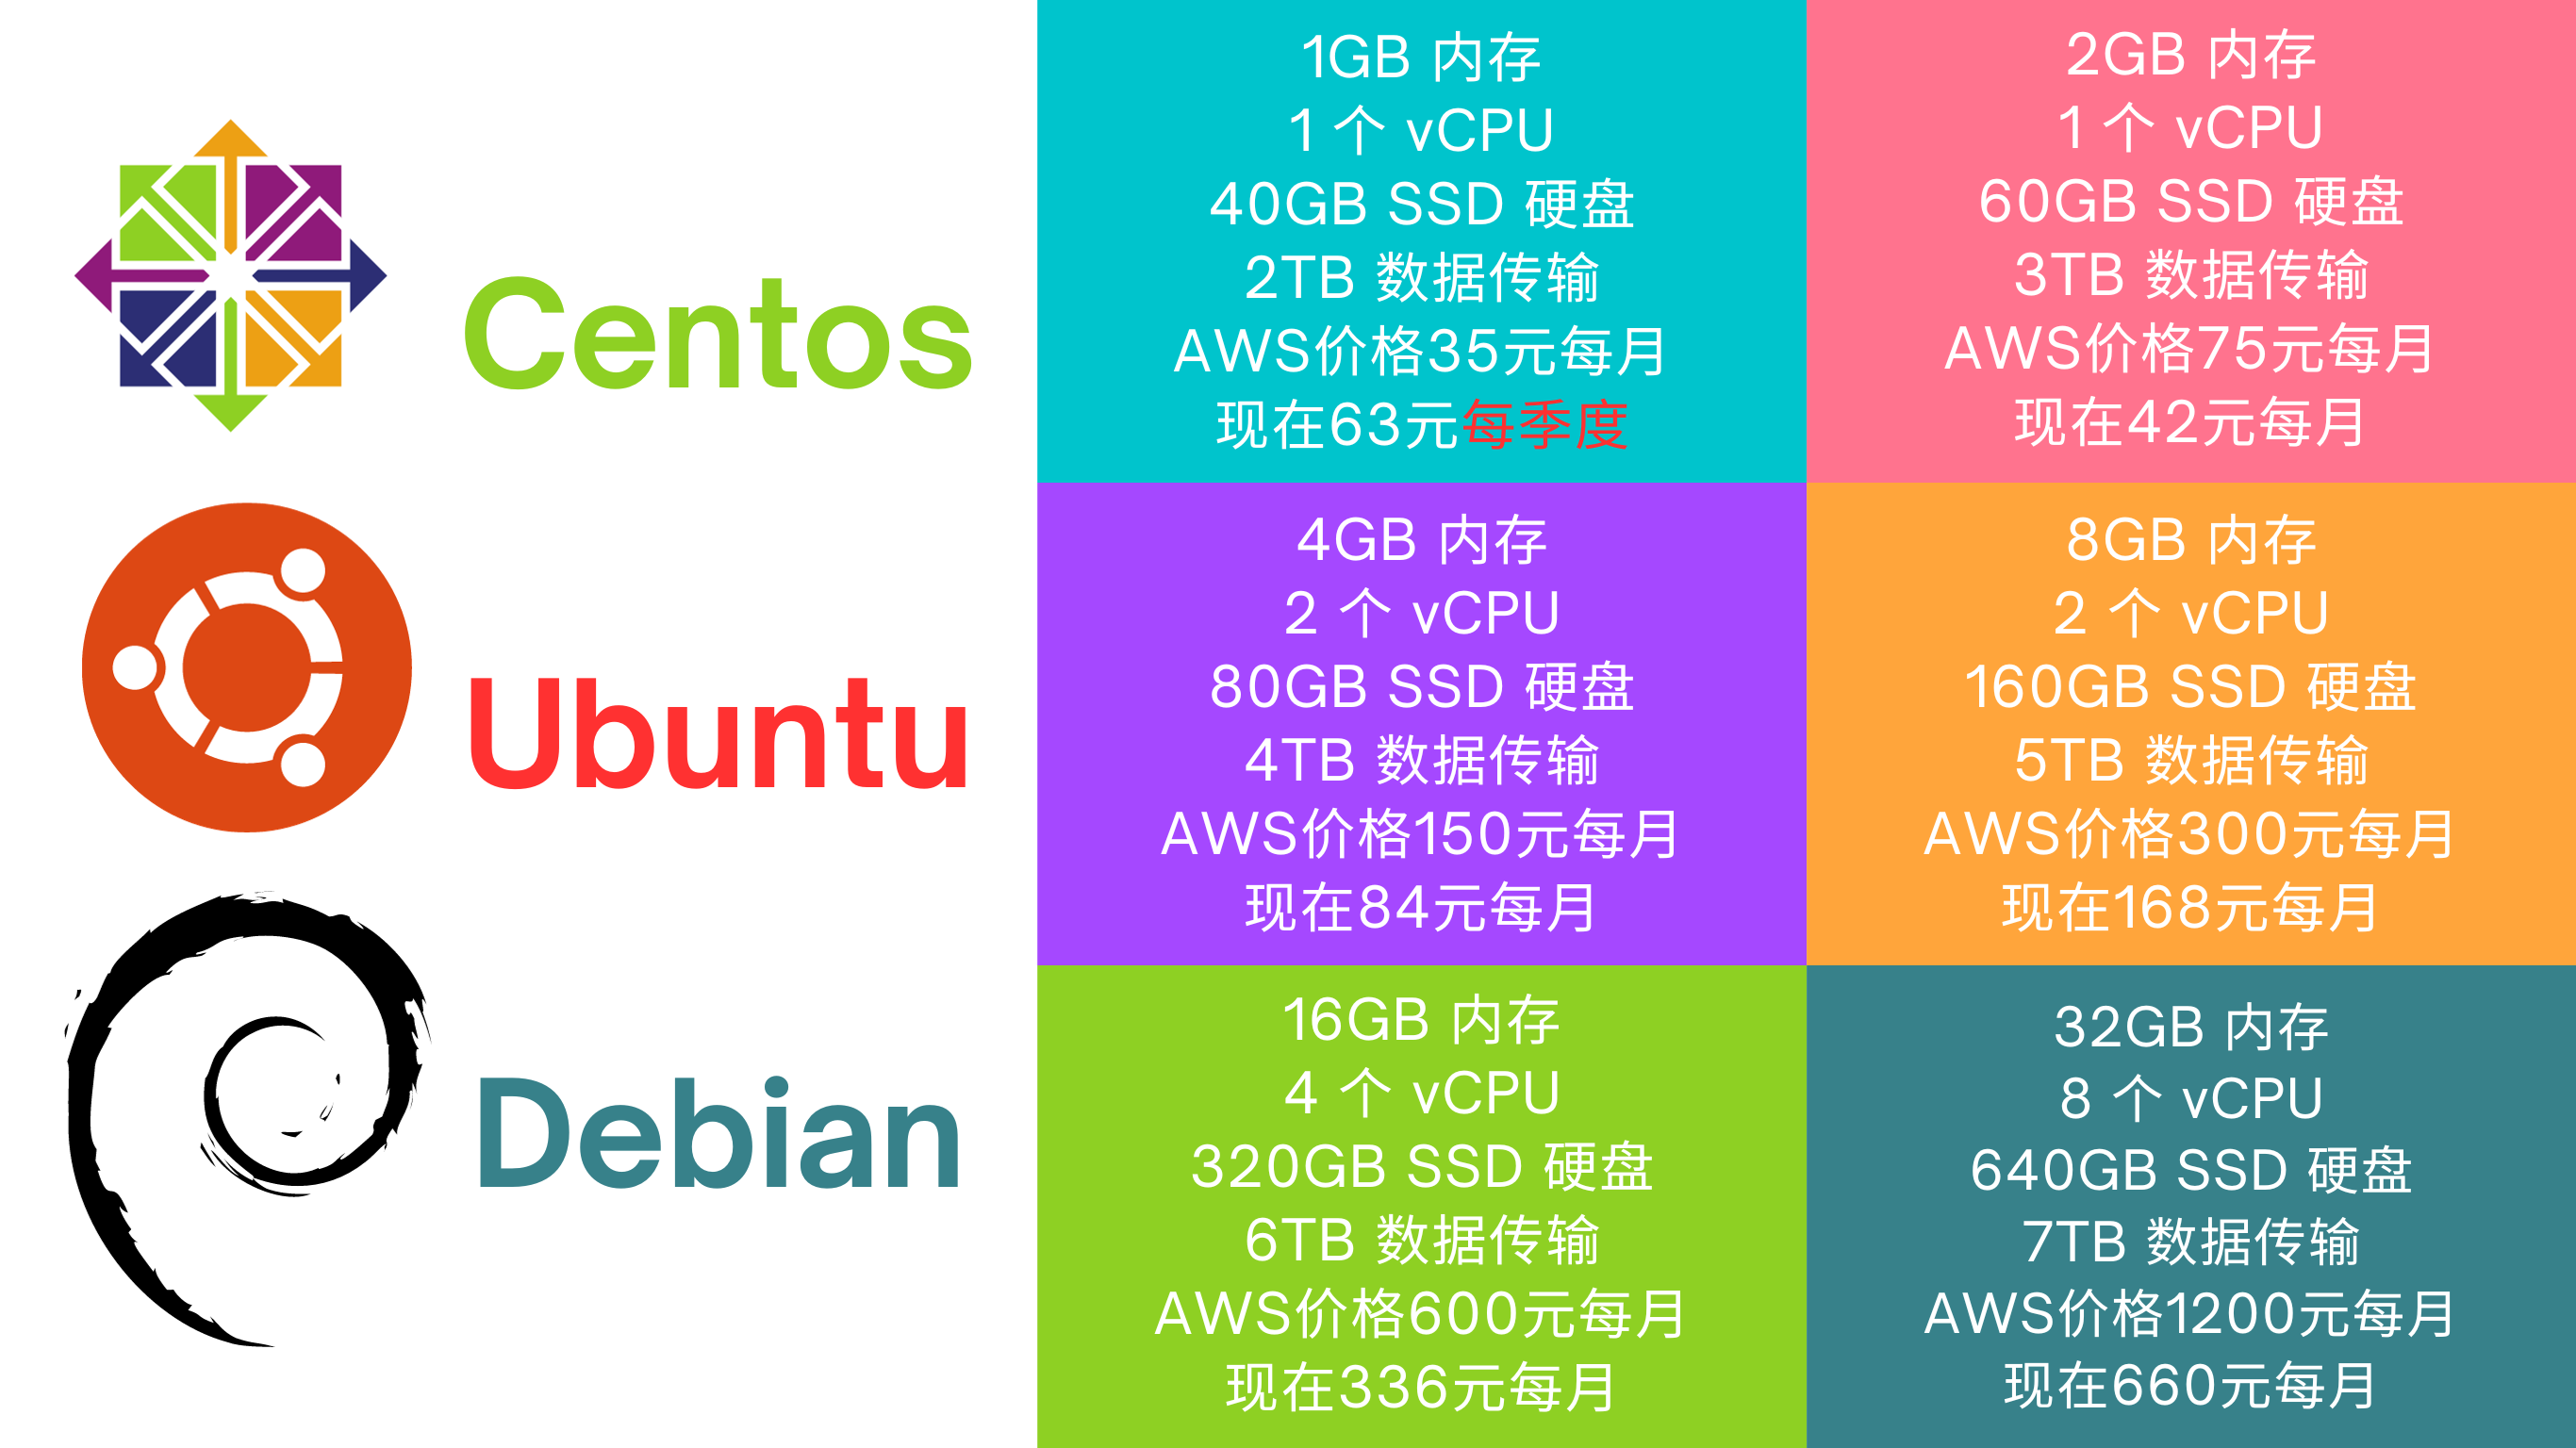 Centos
Ubuntu
Debian
1GB 内存
1 个 vCPU
40GB SSD 硬盘
2TB 数据传输
AWS价格35元每月
现在63元每季度
2GB 内存
1 个 vCPU
60GB SSD 硬盘
3TB 数据传输
AWS价格75元每月
现在42元每月
4GB 内存
2 个 vCPU
80GB SSD 硬盘
4TB 数据传输
AWS价格150元每月
现在84元每月
8GB 内存
2 个 vCPU
160GB SSD 硬盘
5TB 数据传输
AWS价格300元每月
现在168元每月
16GB 内存
4 个 vCPU
320GB SSD 硬盘
6TB 数据传输
AWS价格600元每月
现在336元每月
32GB 内存
8 个 vCPU
640GB SSD 硬盘
7TB 数据传输
AWS价格1200元每月
现在660元每月